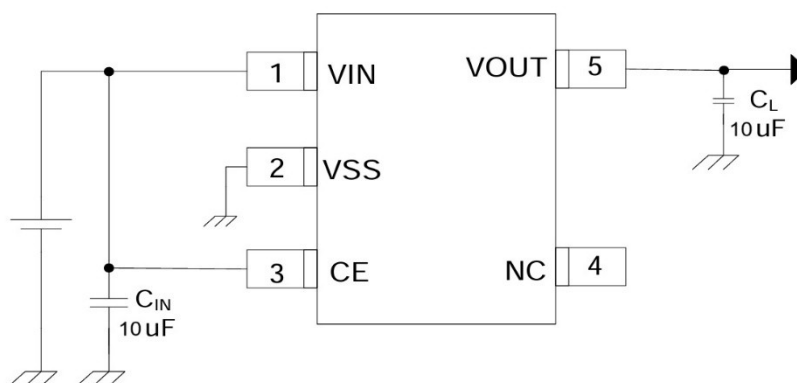 1 VIN
VOUT 5
C_L
10uF
2 VSS
3 CE
NC 4
C_IN
10uF